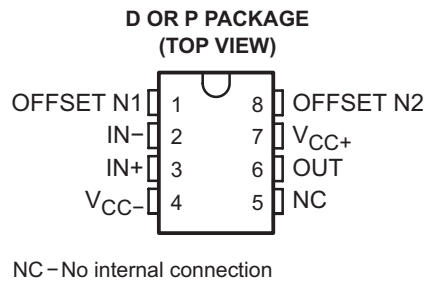 D OR P PACKAGE
(TOP VIEW)
OFFSET N1 1 8 OFFSET N2
IN− 2 7 VCC+
IN+ 3 6 OUT
VCC− 4 5 NC
NC−No internal connection